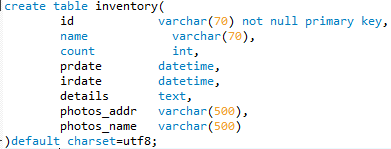 create table inventory(
id varchar(70) not null primary key,
name varchar(70),
count int,
prdate datetime,
irdate datetime,
details text,
photos_addr varchar(500),
photos_name varchar(500)
)default charset=utf8;